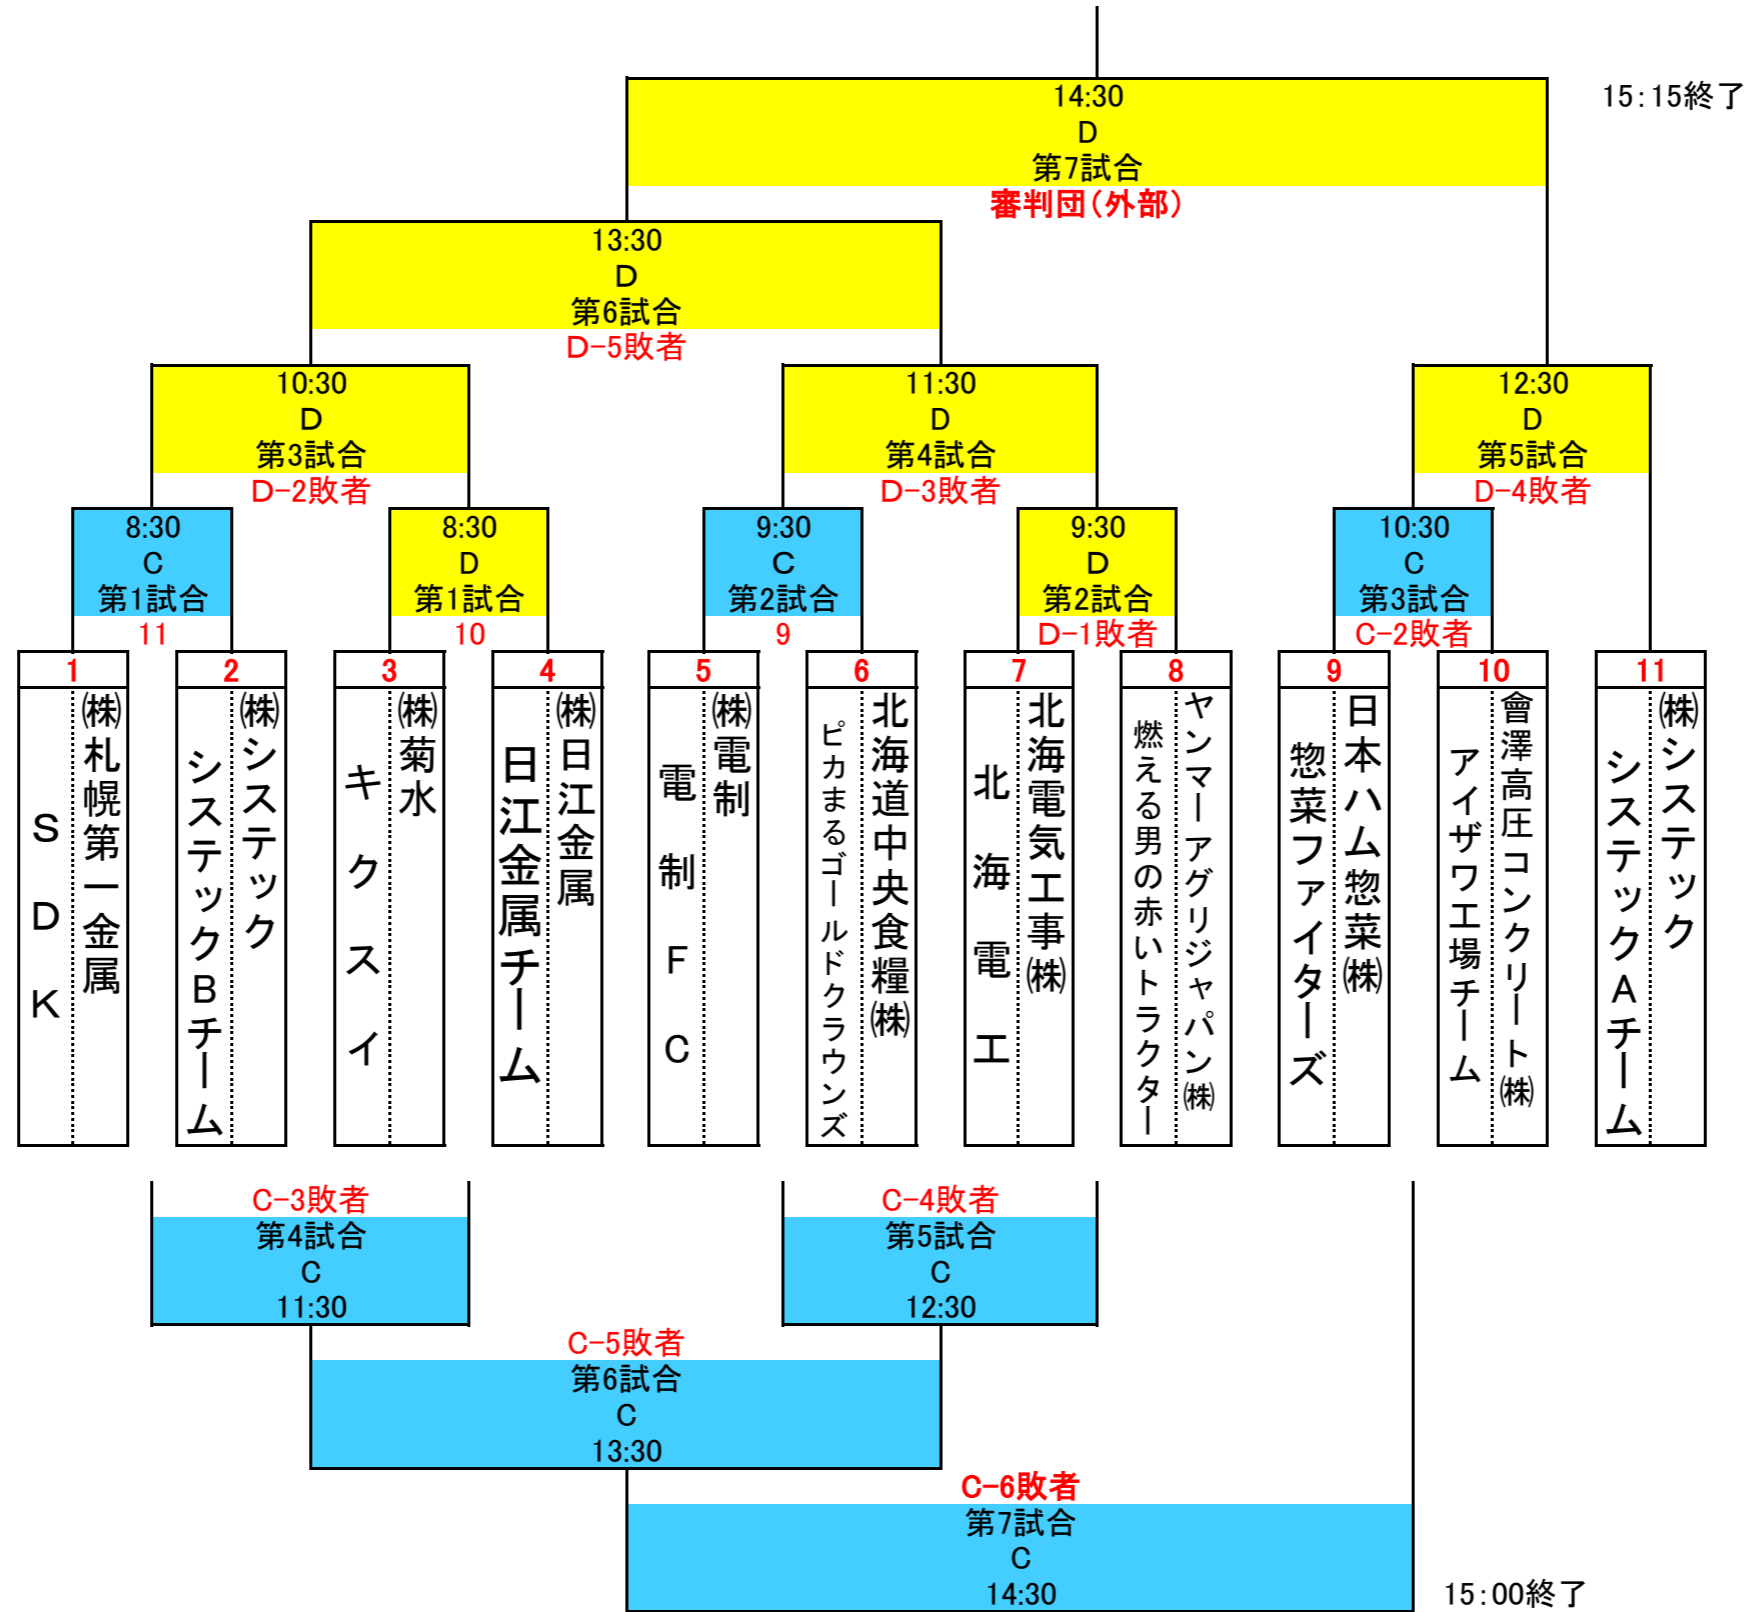 14:30
D
第7試合
審判団(外部)
15:15終了
13:30
D
第6試合
D-5敗者
10:30
D
第3試合
D-2敗者
11:30
D
第4試合
D-3敗者
12:30
D
第5試合
D-4敗者
8:30
C
第1試合
11
8:30
D
第1試合
10
9:30
C
第2試合
9
9:30
D
第2試合
D-1敗者
10:30
C
第3試合
C-2敗者
1
㈱札幌第一金属
SDK
2
㈱システック
システックBチーム
3
㈱菊水
キクスイ
4
㈱日江金属
日江金属チーム
5
㈱電制
電制FC
6
北海道中央食糧㈱
ピカまるゴールドクラウンズ
7
北海電気工事㈱
北海電工
8
ヤンマーアグリジャパン㈱
燃える男の赤いトラクター
9
日本ハム惣菜㈱
惣菜ファイターズ
10
會澤高圧コンクリート㈱
アイザワ工場チーム
11
㈱システック
システックAチーム
C-3敗者
第4試合
C
11:30
C-4敗者
第5試合
C
12:30
C-5敗者
第6試合
C
13:30
C-6敗者
第7試合
C
14:30
15:00終了